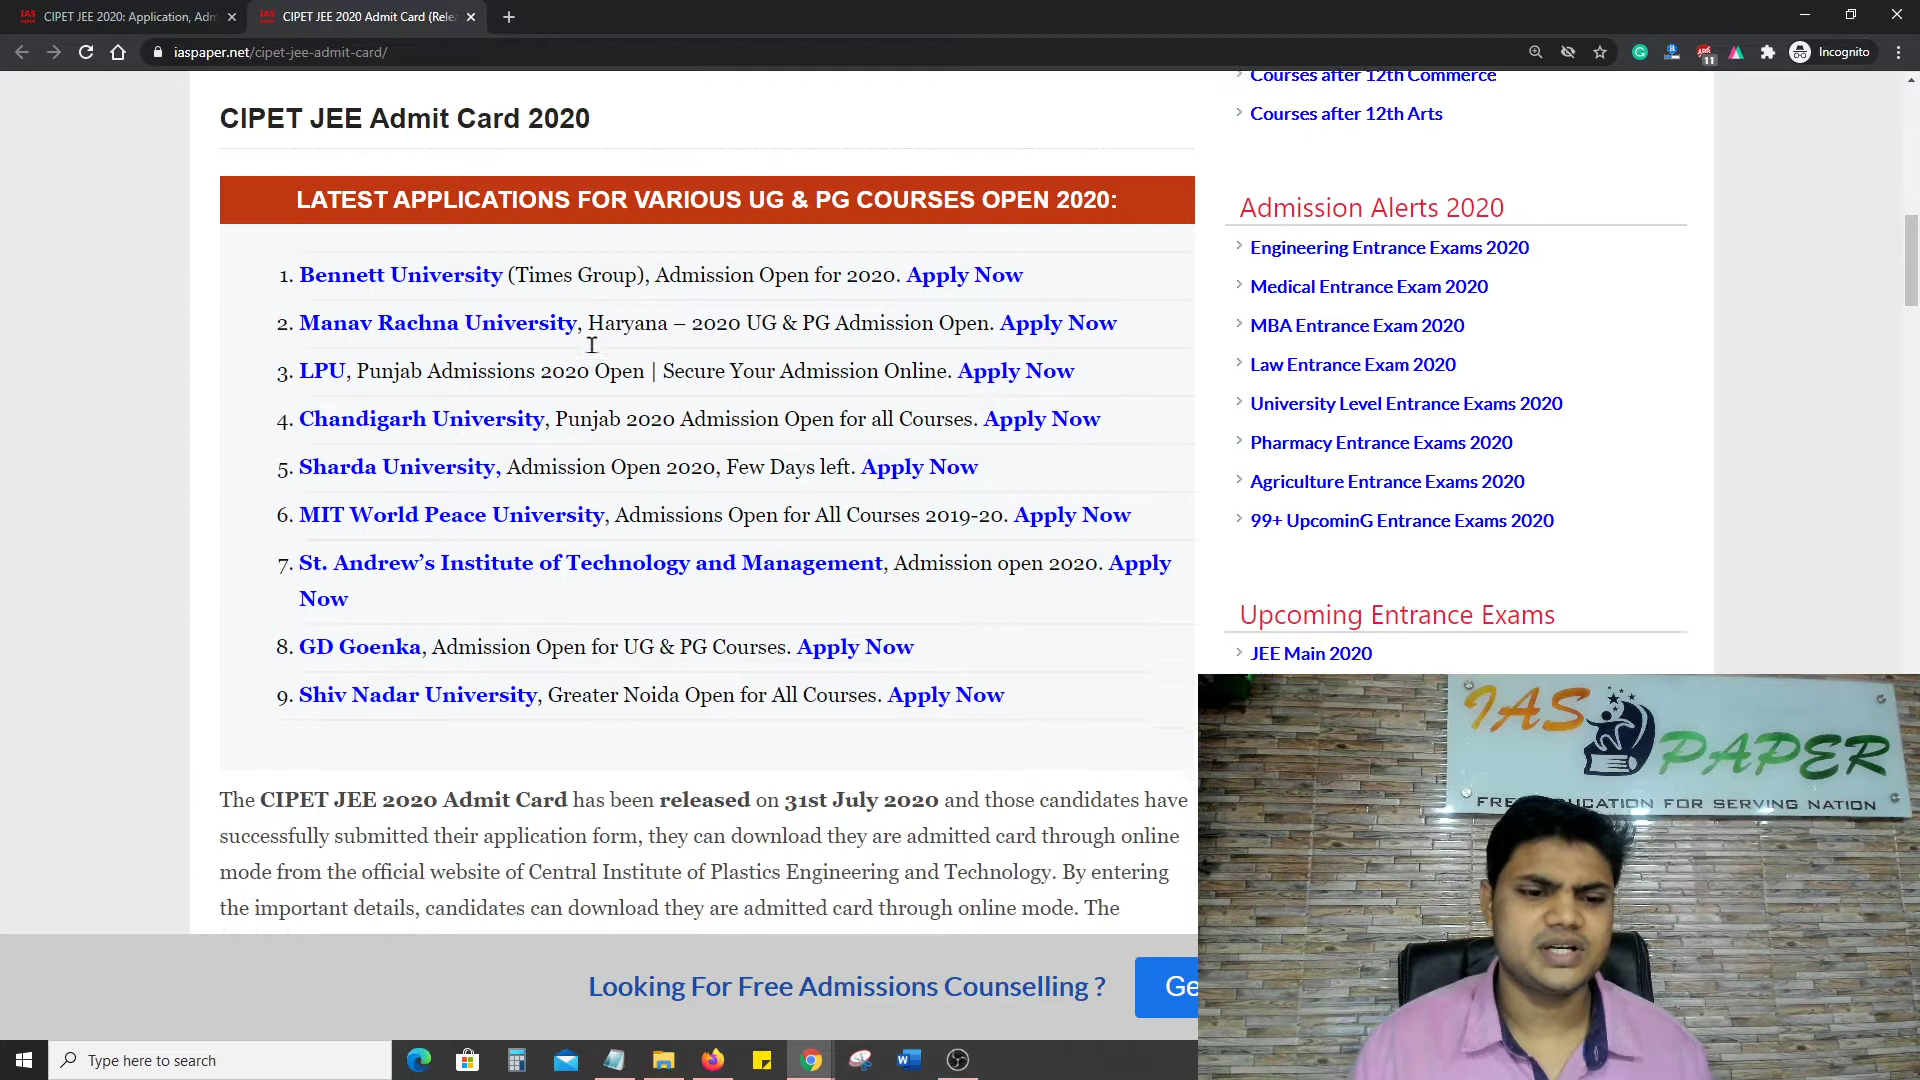 CIPET JEE 2020: Application, Adm
CIPET JEE 2020 Admit Card (Rele
iaspaper.net/cipet-jee-admit-card/
11
Incognito
CIPET JEE Admit Card 2020
LATEST APPLICATIONS FOR VARIOUS UG & PG COURSES OPEN 2020:
1. Bennett University (Times Group), Admission Open for 2020. Apply Now
2. Manav Rachna University, Haryana – 2020 UG & PG Admission Open. Apply Now
3. LPU, Punjab Admissions 2020 Open | Secure Your Admission Online. Apply Now
4. Chandigarh University, Punjab 2020 Admission Open for all Courses. Apply Now
5. Sharda University, Admission Open 2020, Few Days left. Apply Now
6. MIT World Peace University, Admissions Open for All Courses 2019-20. Apply Now
7. St. Andrew’s Institute of Technology and Management, Admission open 2020. Apply
Now
8. GD Goenka, Admission Open for UG & PG Courses. Apply Now
9. Shiv Nadar University, Greater Noida Open for All Courses. Apply Now
The CIPET JEE 2020 Admit Card has been released on 31st July 2020 and those candidates have
successfully submitted their application form, they can download they are admitted card through online
mode from the official website of Central Institute of Plastics Engineering and Technology. By entering
the important details, candidates can download they are admitted card through online mode. The
Courses after 12th Commerce
Courses after 12th Arts
Admission Alerts 2020
Engineering Entrance Exams 2020
Medical Entrance Exam 2020
MBA Entrance Exam 2020
Law Entrance Exam 2020
University Level Entrance Exams 2020
Pharmacy Entrance Exams 2020
Agriculture Entrance Exams 2020
99+ UpcominG Entrance Exams 2020
Upcoming Entrance Exams
JEE Main 2020
IAS
PAPER
FREE EDUCATION FOR SERVING NATION
Looking For Free Admissions Counselling ?
Ge
Type here to search